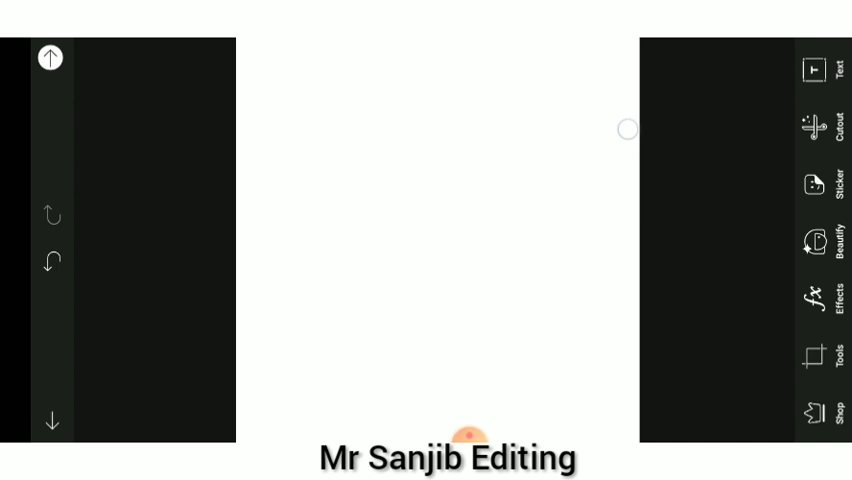 Text
Cutout
Sticker
Beautify
Effects
Tools
Shop
Mr Sanjib Editing